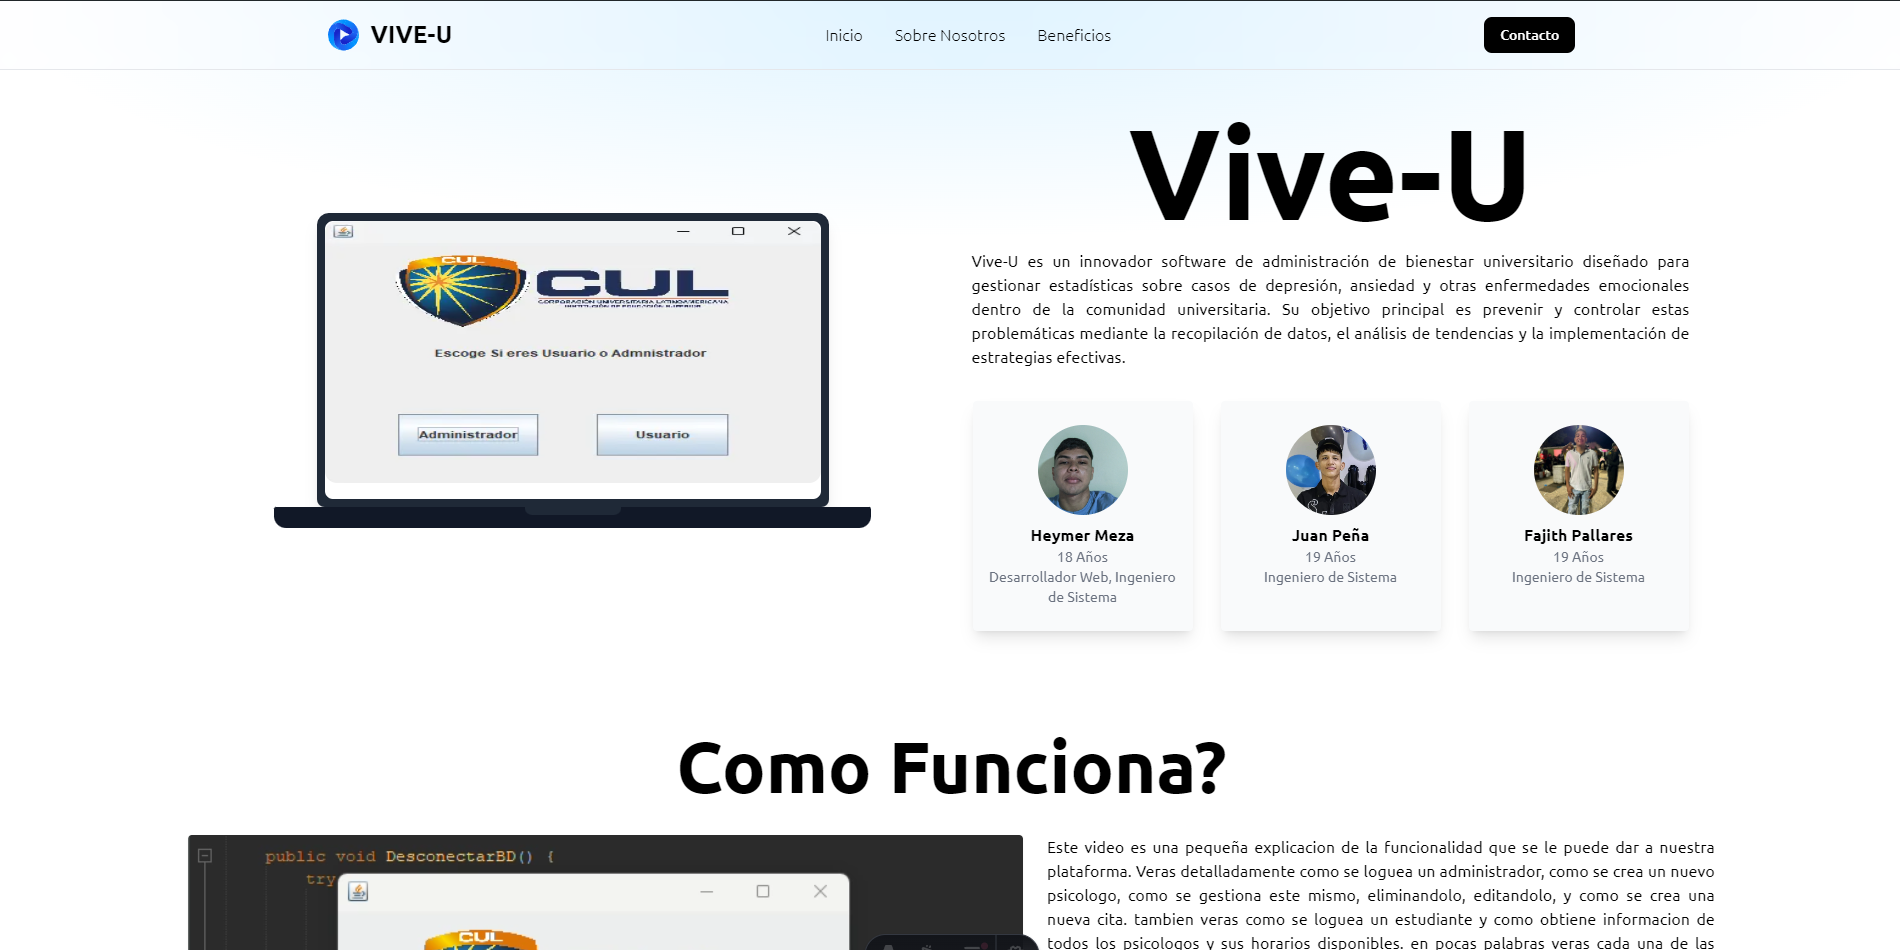 VIVE-U
Inicio
Sobre Nosotros
Beneficios
Contacto
CUL
CUL
CORPORACIÓN UNIVERSITARIA LATINOAMERICANA
INSTITUCIÓN DE EDUCACIÓN SUPERIOR
Escoge Si eres Usuario o Admnistrador
Administrador
Usuario
Vive-U
Vive-U es un innovador software de administración de bienestar universitario diseñado para
gestionar estadísticas sobre casos de depresión, ansiedad y otras enfermedades emocionales
dentro de la comunidad universitaria. Su objetivo principal es prevenir y controlar estas
problemáticas mediante la recopilación de datos, el análisis de tendencias y la implementación de
estrategias efectivas.
Heymer Meza
18 Años
Desarrollador Web, Ingeniero
de Sistema
Juan Peña
19 Años
Ingeniero de Sistema
Fajith Pallares
19 Años
Ingeniero de Sistema
Como Funciona?
public void DesconectarBD() {
try
CUL
Este video es una pequeña explicacion de la funcionalidad que se le puede dar a nuestra
plataforma. Veras detalladamente como se loguea un administrador, como se crea un nuevo
psicologo, como se gestiona este mismo, eliminandolo, editandolo, y como se crea una
nueva cita. tambien veras como se loguea un estudiante y como obtiene informacion de
todos los psicologos y sus horarios disponibles. en pocas palabras veras cada una de las